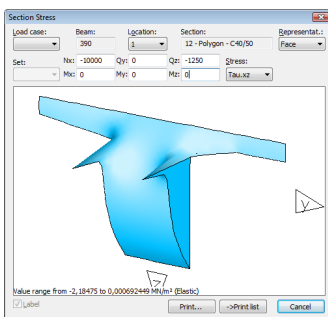 Section Stress
Load case: Beam: Location: Section: Representat.:
390 1 12 - Polygon - C40/50 Face
Set: Nx: -10000 Qy: 0 Qz: -1250 Stress:
Mx: 0 My: 0 Mz: 0 Tau.xz
y
z
Value range from -2,18475 to 0,000692449 MN/m² (Elastic)
Label Print... ->Print list Cancel